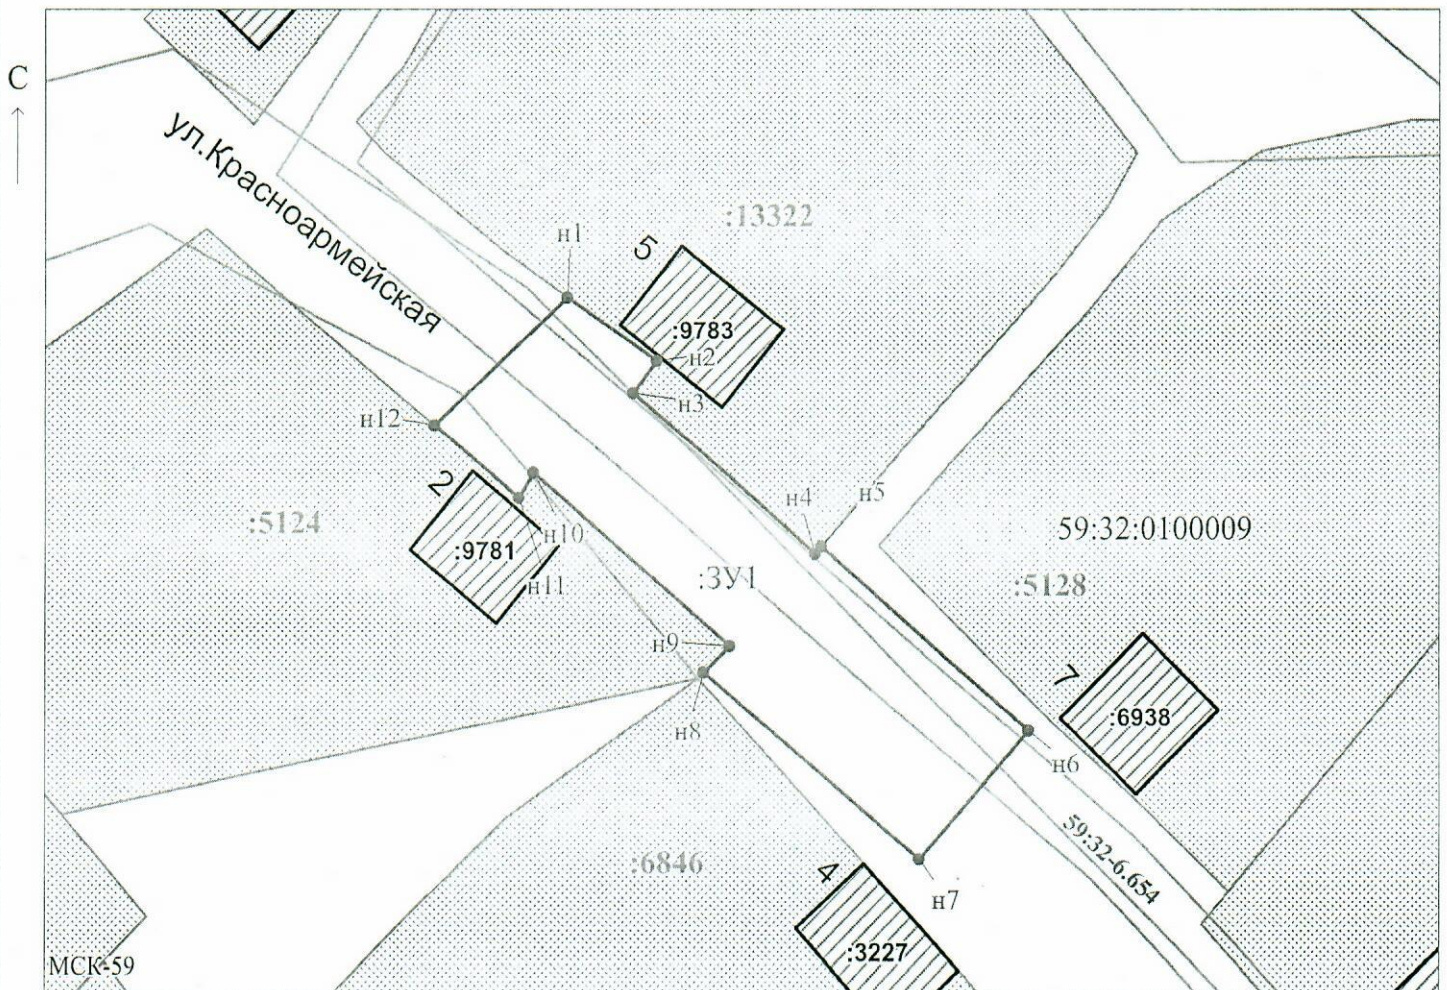 С
ул.Красноармейская
:13322
н1
5
:9783
н2
н3
н12
2
н4
н5
:5124
59:32:0100009
:9781
н10
:ЗУ1
:5128
н11
н9
7
:6938
н8
н6
59:32-6.654
:6846
4
н7
:3227
МСК-59